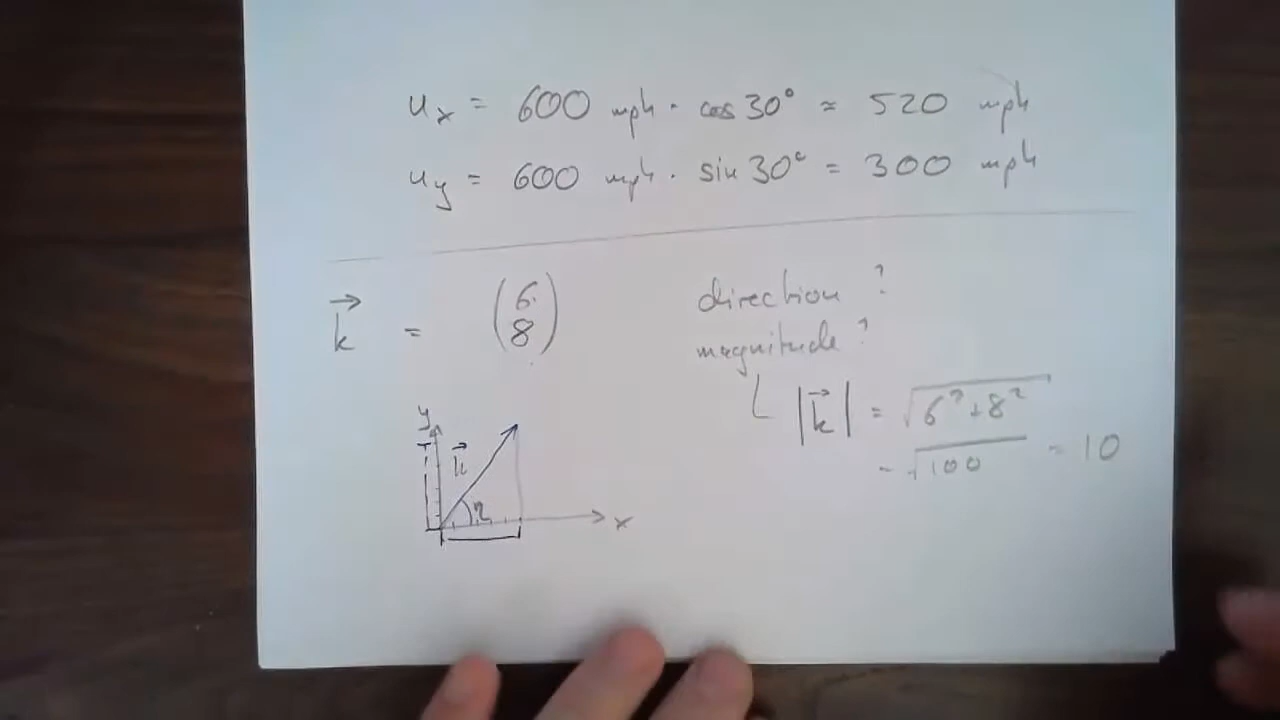 u_x = 600 mph · cos 30° ≈ 520 mph
u_y = 600 mph · sin 30° = 300 mph
k⃗ = (6 8) direction ?
magnitude ?
|k⃗| = √(6² + 8²)
= √100 = 10
y
k⃗
x